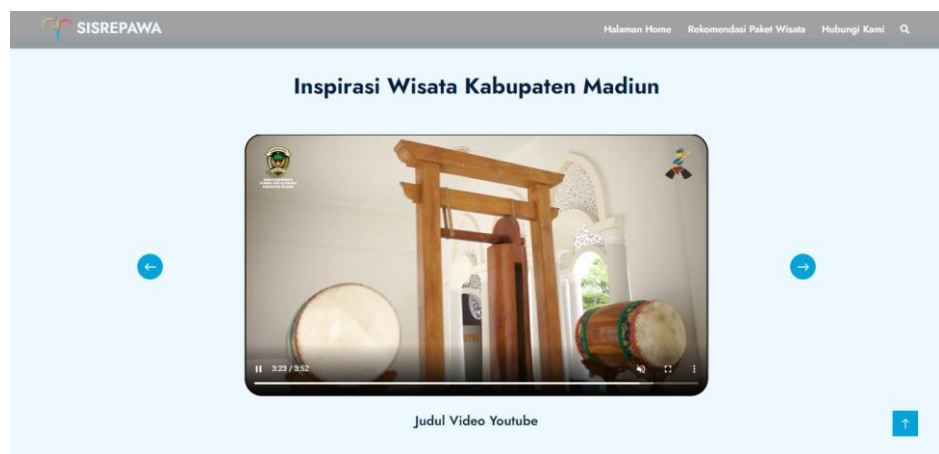 SISREPAWA
Halaman Home Rekomendasi Paket Wisata Hubungi Kami
Inspirasi Wisata Kabupaten Madiun
3:23 / 3:52
Judul Video Youtube